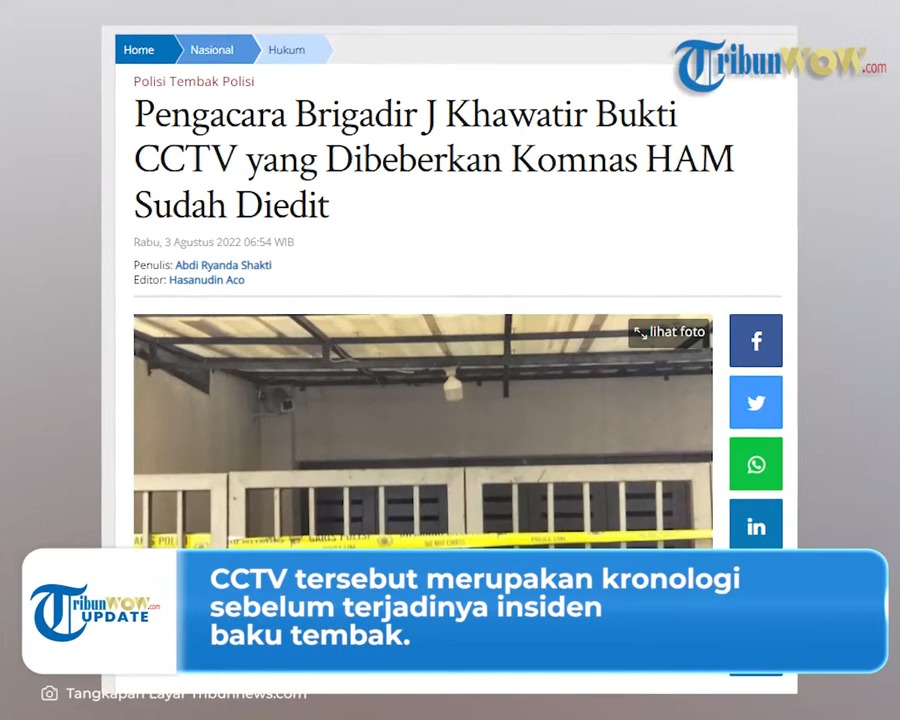 Home Nasional Hukum
TribunWOW.com
Polisi Tembak Polisi
Pengacara Brigadir J Khawatir Bukti
CCTV yang Dibeberkan Komnas HAM
Sudah Diedit
Rabu, 3 Agustus 2022 06:54 WIB
Penulis: Abdi Ryanda Shakti
Editor: Hasanudin Aco
lihat foto
GARIS POLISI
CCTV tersebut merupakan kronologi
sebelum terjadinya insiden
baku tembak.
TribunWOW.com
UPDATE
Tangkapan Layar Tribunnews.com